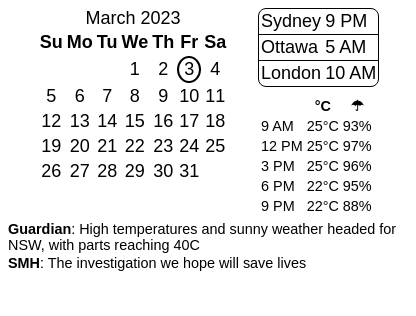 March 2023
Su Mo Tu We Th Fr Sa
1 2 3 4
5 6 7 8 9 10 11
12 13 14 15 16 17 18
19 20 21 22 23 24 25
26 27 28 29 30 31
Sydney 9 PM
Ottawa 5 AM
London 10 AM
°C ☂
9 AM 25°C 93%
12 PM 25°C 97%
3 PM 25°C 96%
6 PM 22°C 95%
9 PM 22°C 88%
Guardian: High temperatures and sunny weather headed for
NSW, with parts reaching 40C
SMH: The investigation we hope will save lives